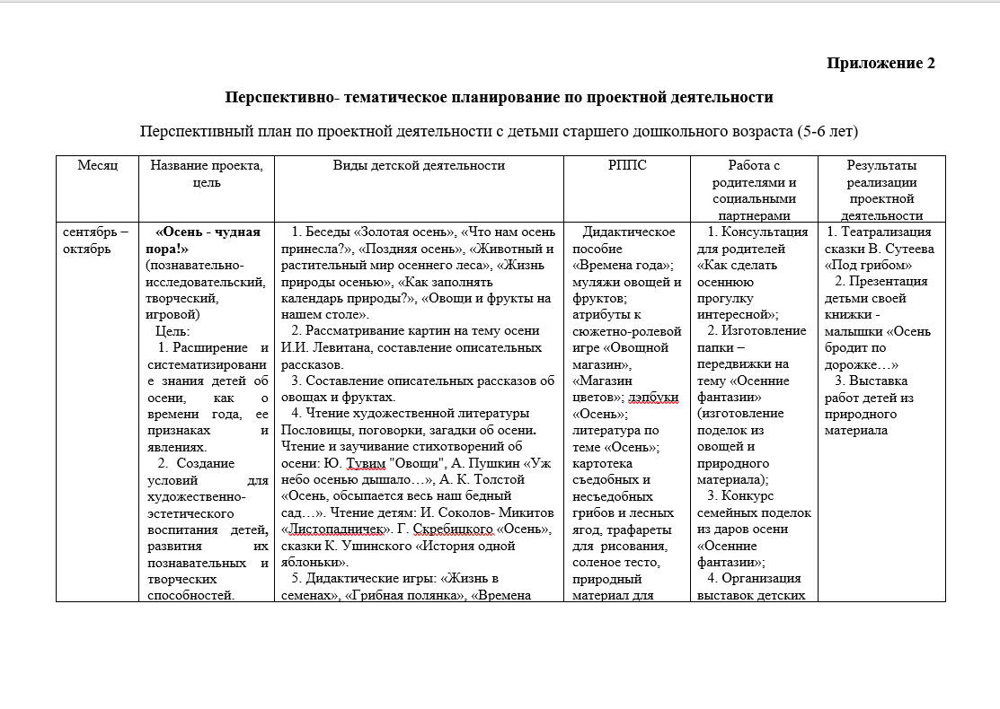 Приложение 2
Перспективно- тематическое планирование по проектной деятельности
Перспективный план по проектной деятельности с детьми старшего дошкольного возраста (5-6 лет)
Месяц
Название проекта,
цель
Виды детской деятельности
РППС
Работа с
родителями и
социальными
партнерами
Результаты
реализации
проектной
деятельности
сентябрь –
октябрь
«Осень - чудная
пора!»
(познавательно-
исследовательский,
творческий,
игровой)
Цель:
1. Расширение и
систематизировани
е знания детей об
осени, как о
времени года, ее
признаках и
явлениях.
2. Создание
условий для
художественно-
эстетического
воспитания детей,
развития их
познавательных и
творческих
способностей.
1. Беседы «Золотая осень», «Что нам осень
принесла?», «Поздняя осень», «Животный и
растительный мир осеннего леса», «Жизнь
природы осенью», «Как заполнять
календарь природы?», «Овощи и фрукты на
нашем столе».
2. Рассматривание картин на тему осени
И.И. Левитана, составление описательных
рассказов.
3. Составление описательных рассказов об
овощах и фруктах.
4. Чтение художественной литературы
Пословицы, поговорки, загадки об осени.
Чтение и заучивание стихотворений об
осени: Ю. Тувим "Овощи", А. Пушкин «Уж
небо осенью дышало…», А. К. Толстой
«Осень, обсыпается весь наш бедный
сад…». Чтение детям: И. Соколов- Микитов
«Листопадничек». Г. Скребицкого «Осень»,
сказки К. Ушинского «История одной
яблоньки».
5. Дидактические игры: «Жизнь в
семенах», «Грибная полянка», «Времена
Дидактическое
пособие
«Времена года»;
муляжи овощей и
фруктов;
атрибуты к
сюжетно-ролевой
игре «Овощной
магазин»,
«Магазин
цветов»; лэпбуки
«Осень»;
литература по
теме «Осень»;
картотека
съедобных и
несъедобных
грибов и лесных
ягод, трафареты
для рисования,
соленое тесто,
природный
материал для
1. Консультация
для родителей
«Как сделать
осеннюю
прогулку
интересной»;
2. Изготовление
папки –
передвижки на
тему «Осенние
фантазии»
(изготовление
поделок из
овощей и
природного
материала);
3. Конкурс
семейных поделок
из даров осени
«Осенние
фантазии»;
4. Организация
выставок детских
1. Театрализация
сказки В. Сутеева
«Под грибом»
2. Презентация
детьми своей
книжки -
малышки «Осень
бродит по
дорожке…»
3. Выставка
работ детей из
природного
материала